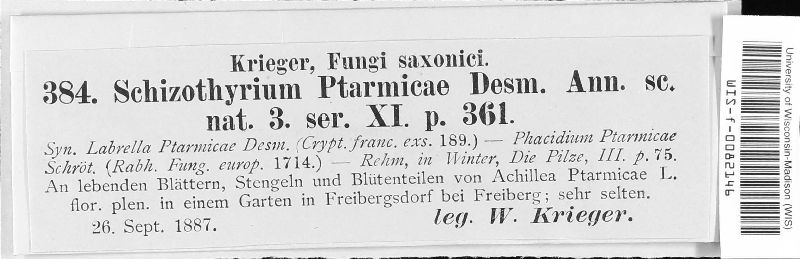 Krieger, Fungi saxonici.
384. Schizothyrium Ptarmicae Desm. Ann. sc.
nat. 3. ser. XI. p. 361.
Syn. Labrella Ptarmicae Desm. (Crypt. franc. exs. 189.) — Phacidium Ptarmicae
Schröt. (Rabh. Fung. europ. 1714.) — Rehm, in Winter, Die Pilze, III. p. 75.
An lebenden Blättern, Stengeln und Blütenteilen von Achillea Ptarmicae L.
flor. plen. in einem Garten in Freibergsdorf bei Freiberg; sehr selten.
26. Sept. 1887.
leg. W. Krieger.
University of Wisconsin-Madison (WIS)
WIS-f-0082146